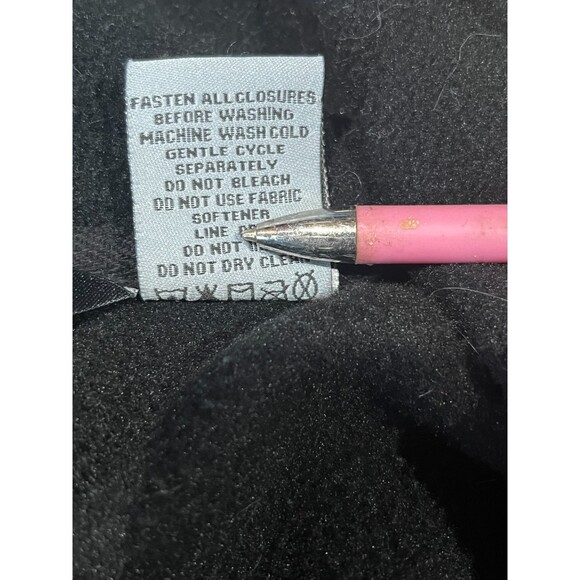 FASTEN ALL CLOSURES
BEFORE WASHING
MACHINE WASH COLD
GENTLE CYCLE
SEPARATELY
DO NOT BLEACH
DO NOT USE FABRIC
SOFTENER
LINE
DO NOT
DO NOT DRY CLEAN